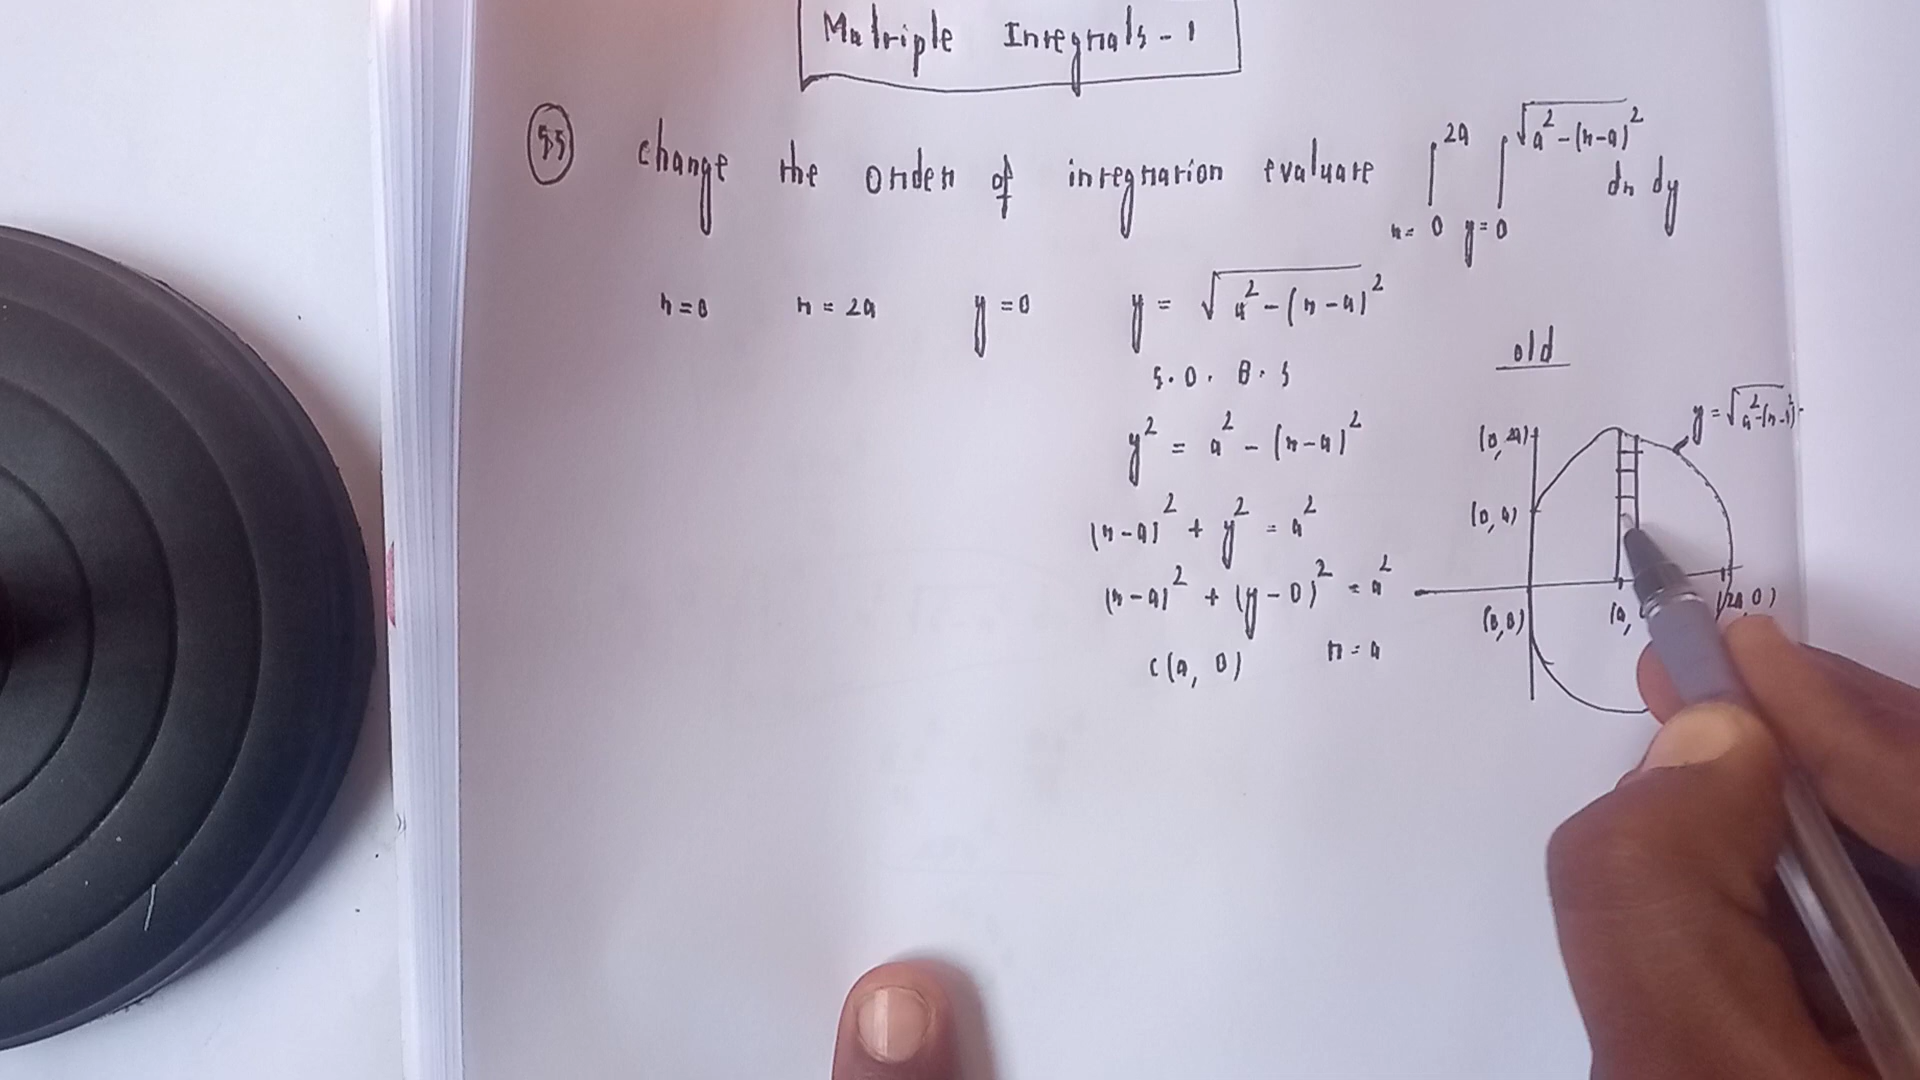 Multiple Integrals - 1
55 change the order of integration evaluate ∫_{x=0}^{2a} ∫_{y=0}^{√a²-(x-a)²} dx dy
x=0 x=2a y=0 y = √a²-(x-a)²
S.O.B.S
old
y² = a² - (x-a)²
y = √a²-(x-a)²
(0, 2a)
(x-a)² + y² = a²
(0, a)
(x-a)² + (y-0)² = a²
(0,0) (a, (2a, 0)
c(a, 0) r = a